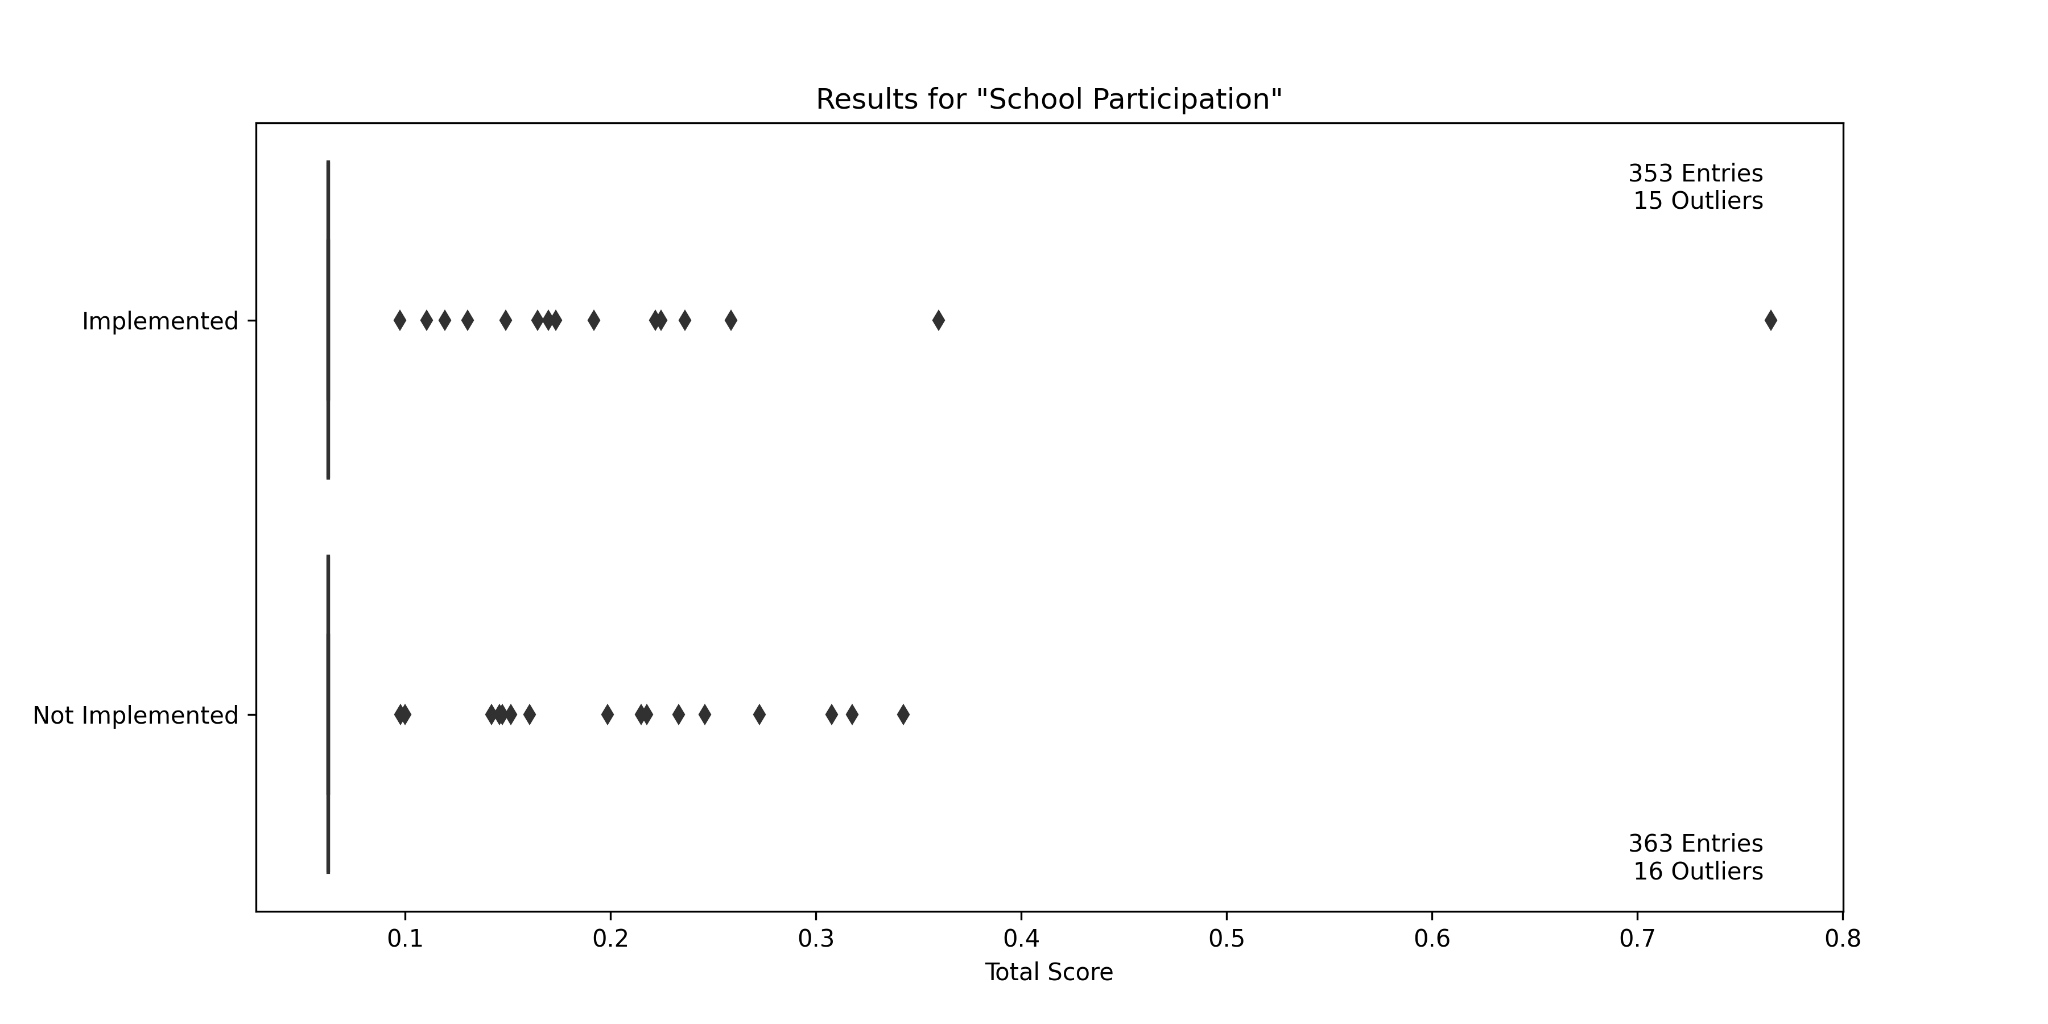 Results for "School Participation"
353 Entries
15 Outliers
Implemented
Not Implemented
363 Entries
16 Outliers
0.1 0.2 0.3 0.4 0.5 0.6 0.7 0.8
Total Score